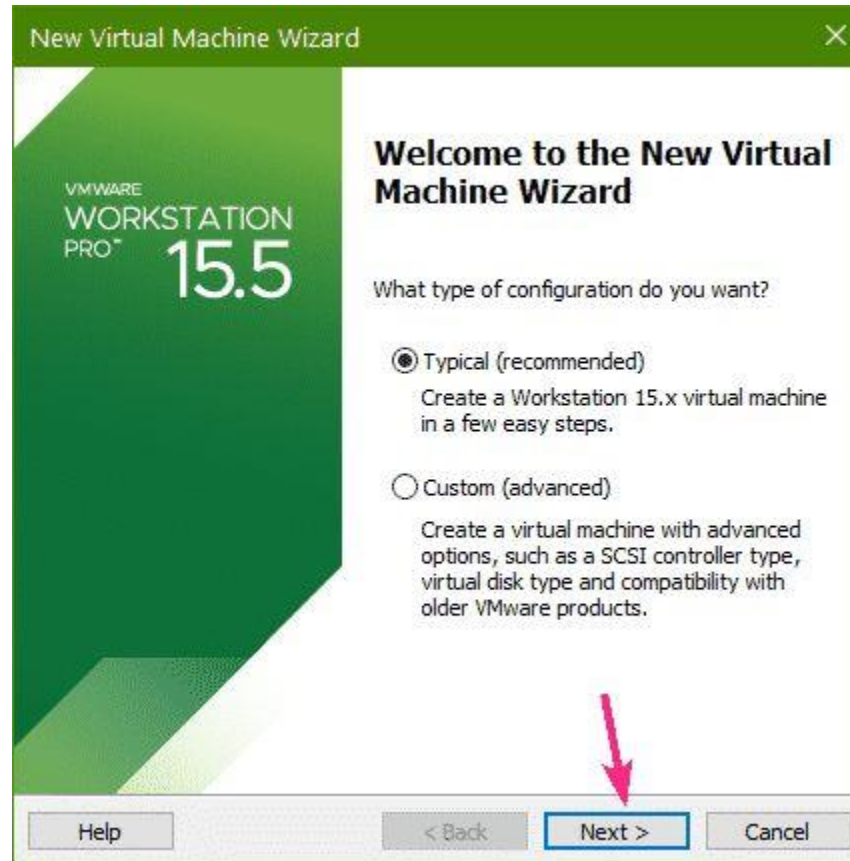 New Virtual Machine Wizard
VMWARE
WORKSTATION
PRO™ 15.5
Welcome to the New Virtual
Machine Wizard
What type of configuration do you want?
Typical (recommended)
Create a Workstation 15.x virtual machine
in a few easy steps.
Custom (advanced)
Create a virtual machine with advanced
options, such as a SCSI controller type,
virtual disk type and compatibility with
older VMware products.
Help < Back Next > Cancel